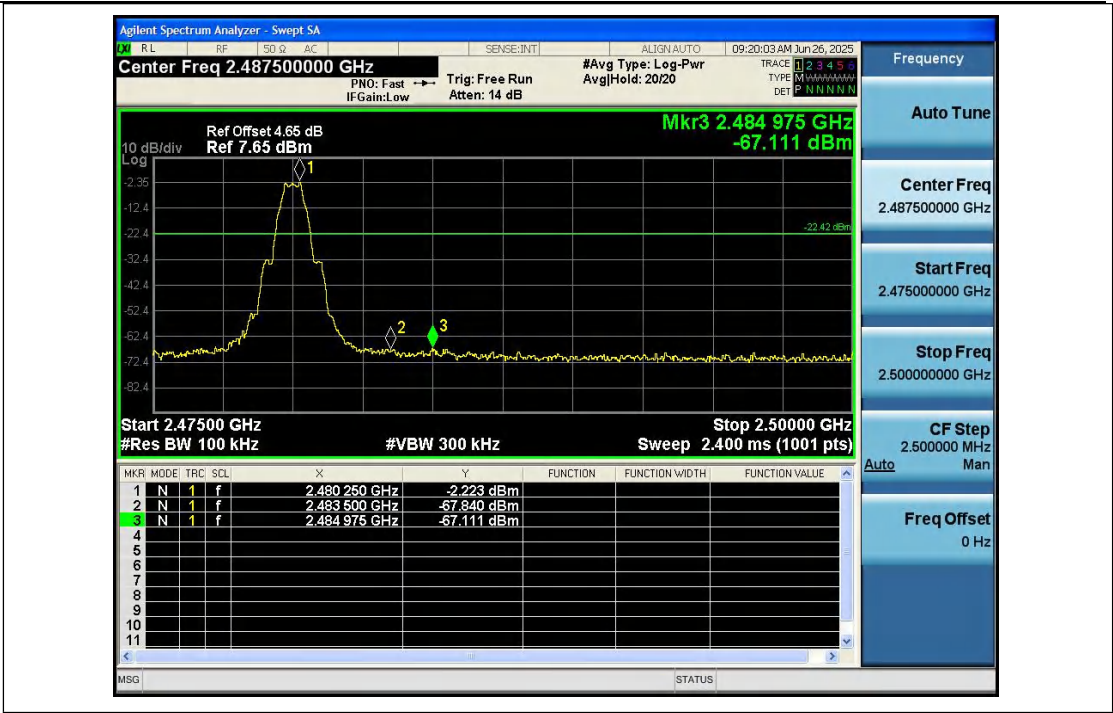 Agilent Spectrum Analyzer - Swept SA
LXI RL RF 50 Ω AC SENSE:INT ALIGN AUTO 09:20:03 AM Jun 26, 2025
Center Freq 2.487500000 GHz
PNO: Fast Trig: Free Run #Avg Type: Log-Pwr TRACE 1 2 3 4 5 6
IFGain:Low Atten: 14 dB Avg|Hold: 20/20 TYPE M
DET P N N N N N
Frequency
Auto Tune
Center Freq
2.487500000 GHz
Start Freq
2.475000000 GHz
Stop Freq
2.500000000 GHz
CF Step
2.500000 MHz
Auto Man
Freq Offset
0 Hz
Mkr3 2.484 975 GHz
-67.111 dBm
Ref Offset 4.65 dB
10 dB/div Ref 7.65 dBm
Log
1
-2.35
-12.4
-22.4
-22.42 dBm
-32.4
-42.4
-52.4
-62.4
2
3
-72.4
-82.4
Start 2.47500 GHz Stop 2.50000 GHz
#Res BW 100 kHz #VBW 300 kHz Sweep 2.400 ms (1001 pts)
MKR MODE TRC SCL X Y FUNCTION FUNCTION WIDTH FUNCTION VALUE
1 N 1 f 2.480 250 GHz -2.223 dBm
2 N 1 f 2.483 500 GHz -67.840 dBm
3 N 1 f 2.484 975 GHz -67.111 dBm
4
5
6
7
8
9
10
11
MSG STATUS